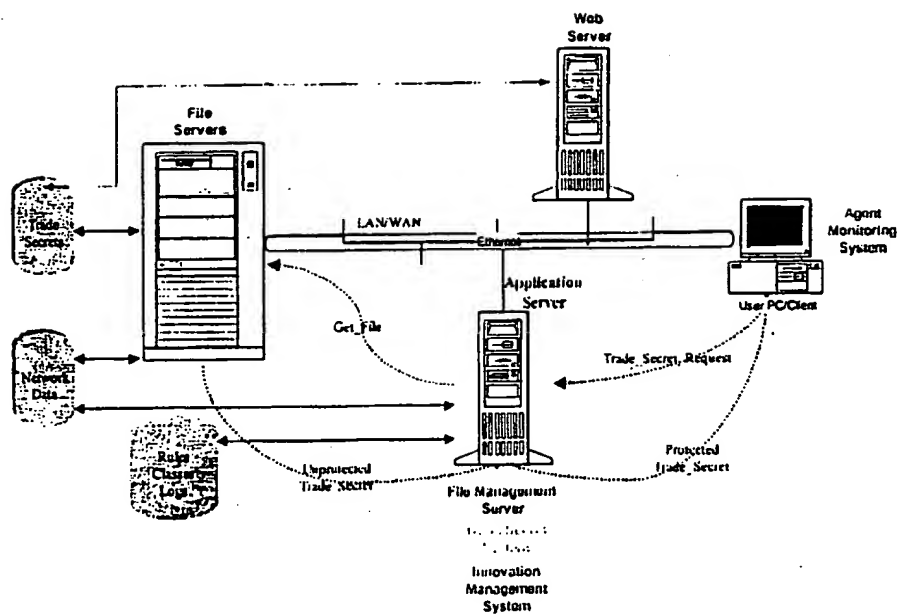 Web
Server
File
Servers
Trade
Secrets
LAN/WAN
Ethernet
Agent
Monitoring
System
User PC/Client
Application
Server
Get_File
Trade_Secret_Request
Network
Data
Rules
Cluster
Logs
Unprotected
Trade_Secret
Protected
Trade_Secret
File Management
Server
Innovation
Management
System